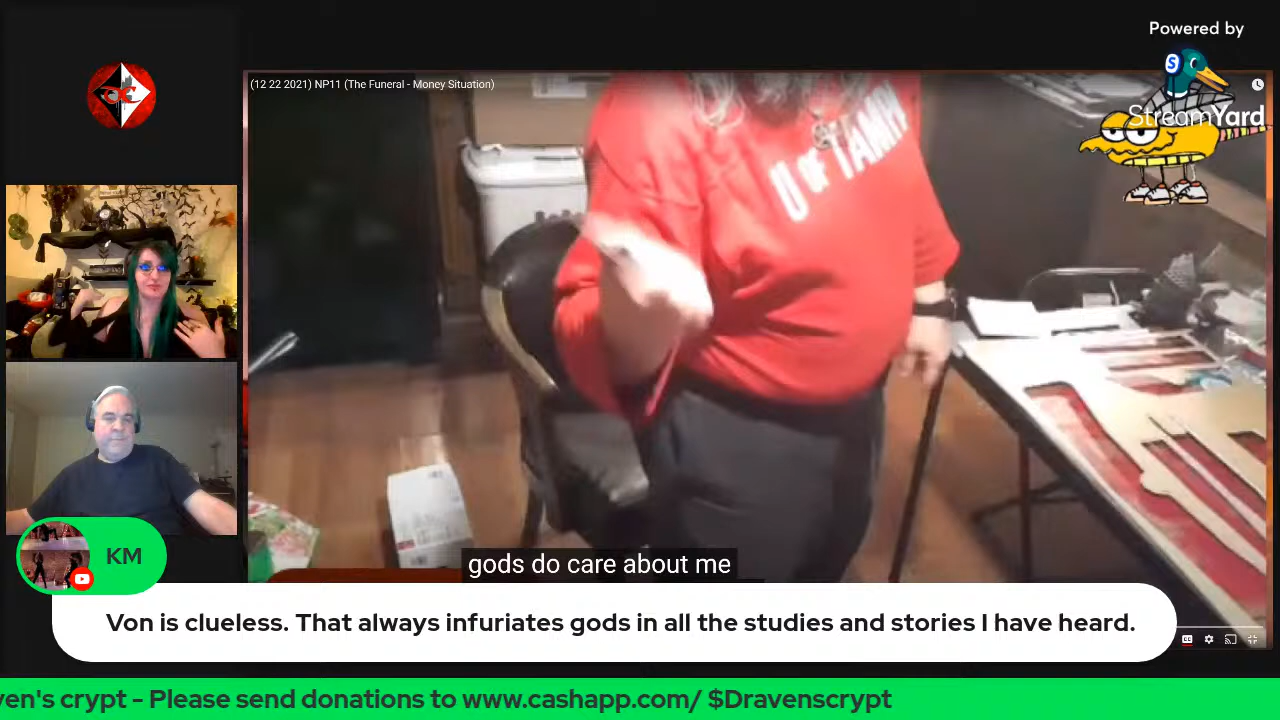 Powered by
StreamYard
(12 22 2021) NP11 (The Funeral - Money Situation)
U OF IAMM
gods do care about me
KM
Von is clueless. That always infuriates gods in all the studies and stories I have heard.
ven's crypt - Please send donations to www.cashapp.com/ $Dravenscrypt